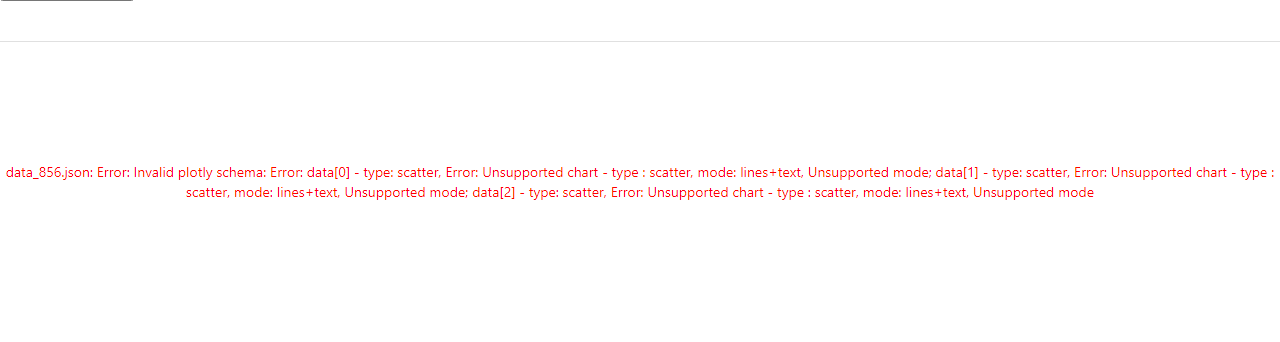 data_856.json: Error: Invalid plotly schema: Error: data[0] - type: scatter, Error: Unsupported chart - type : scatter, mode: lines+text, Unsupported mode; data[1] - type: scatter, Error: Unsupported chart - type :
scatter, mode: lines+text, Unsupported mode; data[2] - type: scatter, Error: Unsupported chart - type : scatter, mode: lines+text, Unsupported mode